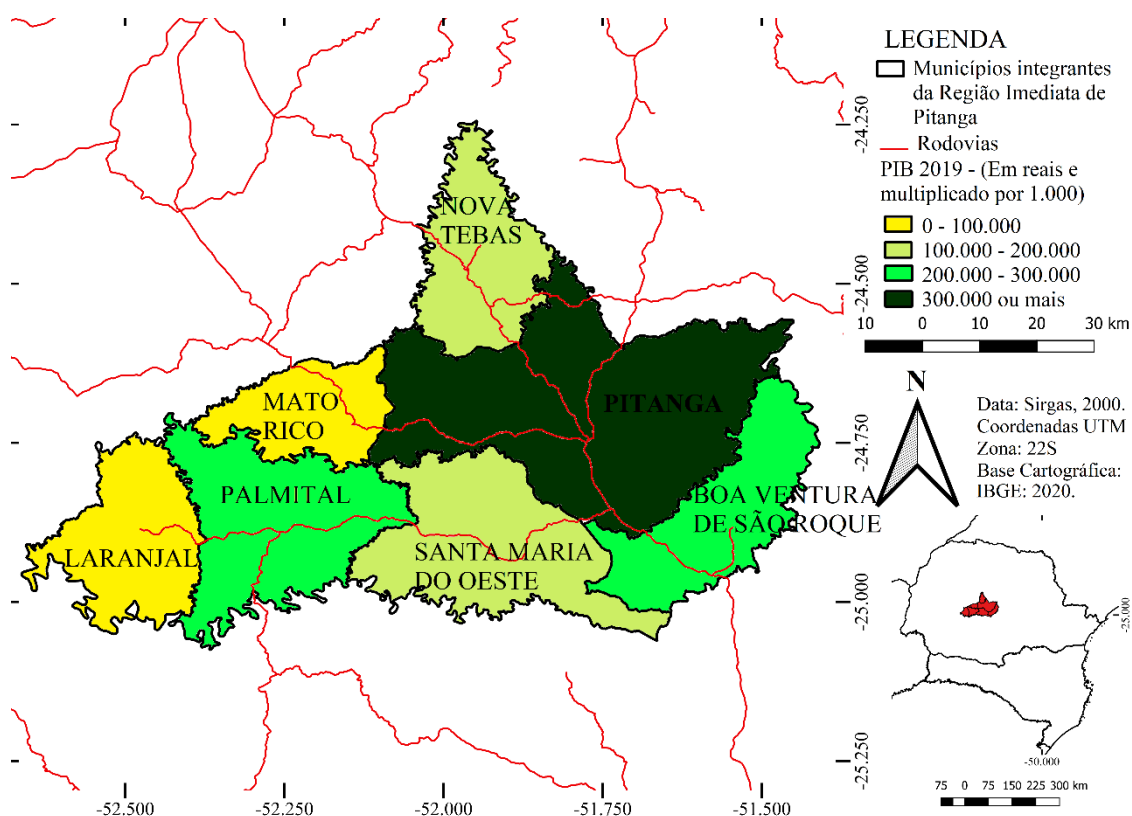 LEGENDA
Municípios integrantes
da Região Imediata de
Pitanga
Rodovias
PIB 2019 - (Em reais e
multiplicado por 1.000)
0 - 100.000
100.000 - 200.000
200.000 - 300.000
300.000 ou mais
10 0 10 20 30 km
N
Data: Sirgas, 2000.
Coordenadas UTM
Zona: 22S
Base Cartográfica:
IBGE: 2020.
NOVA
TEBAS
MATO
RICO
PITANGA
PALMITAL
BOA VENTURA
DE SÃO ROQUE
LARANJAL
SANTA MARIA
DO OESTE
-24.250
-24.500
-24.750
-25.000
-25.250
-52.500 -52.250 -52.000 -51.750 -51.500
-25.000
-50.000
75 0 75 150 225 300 km